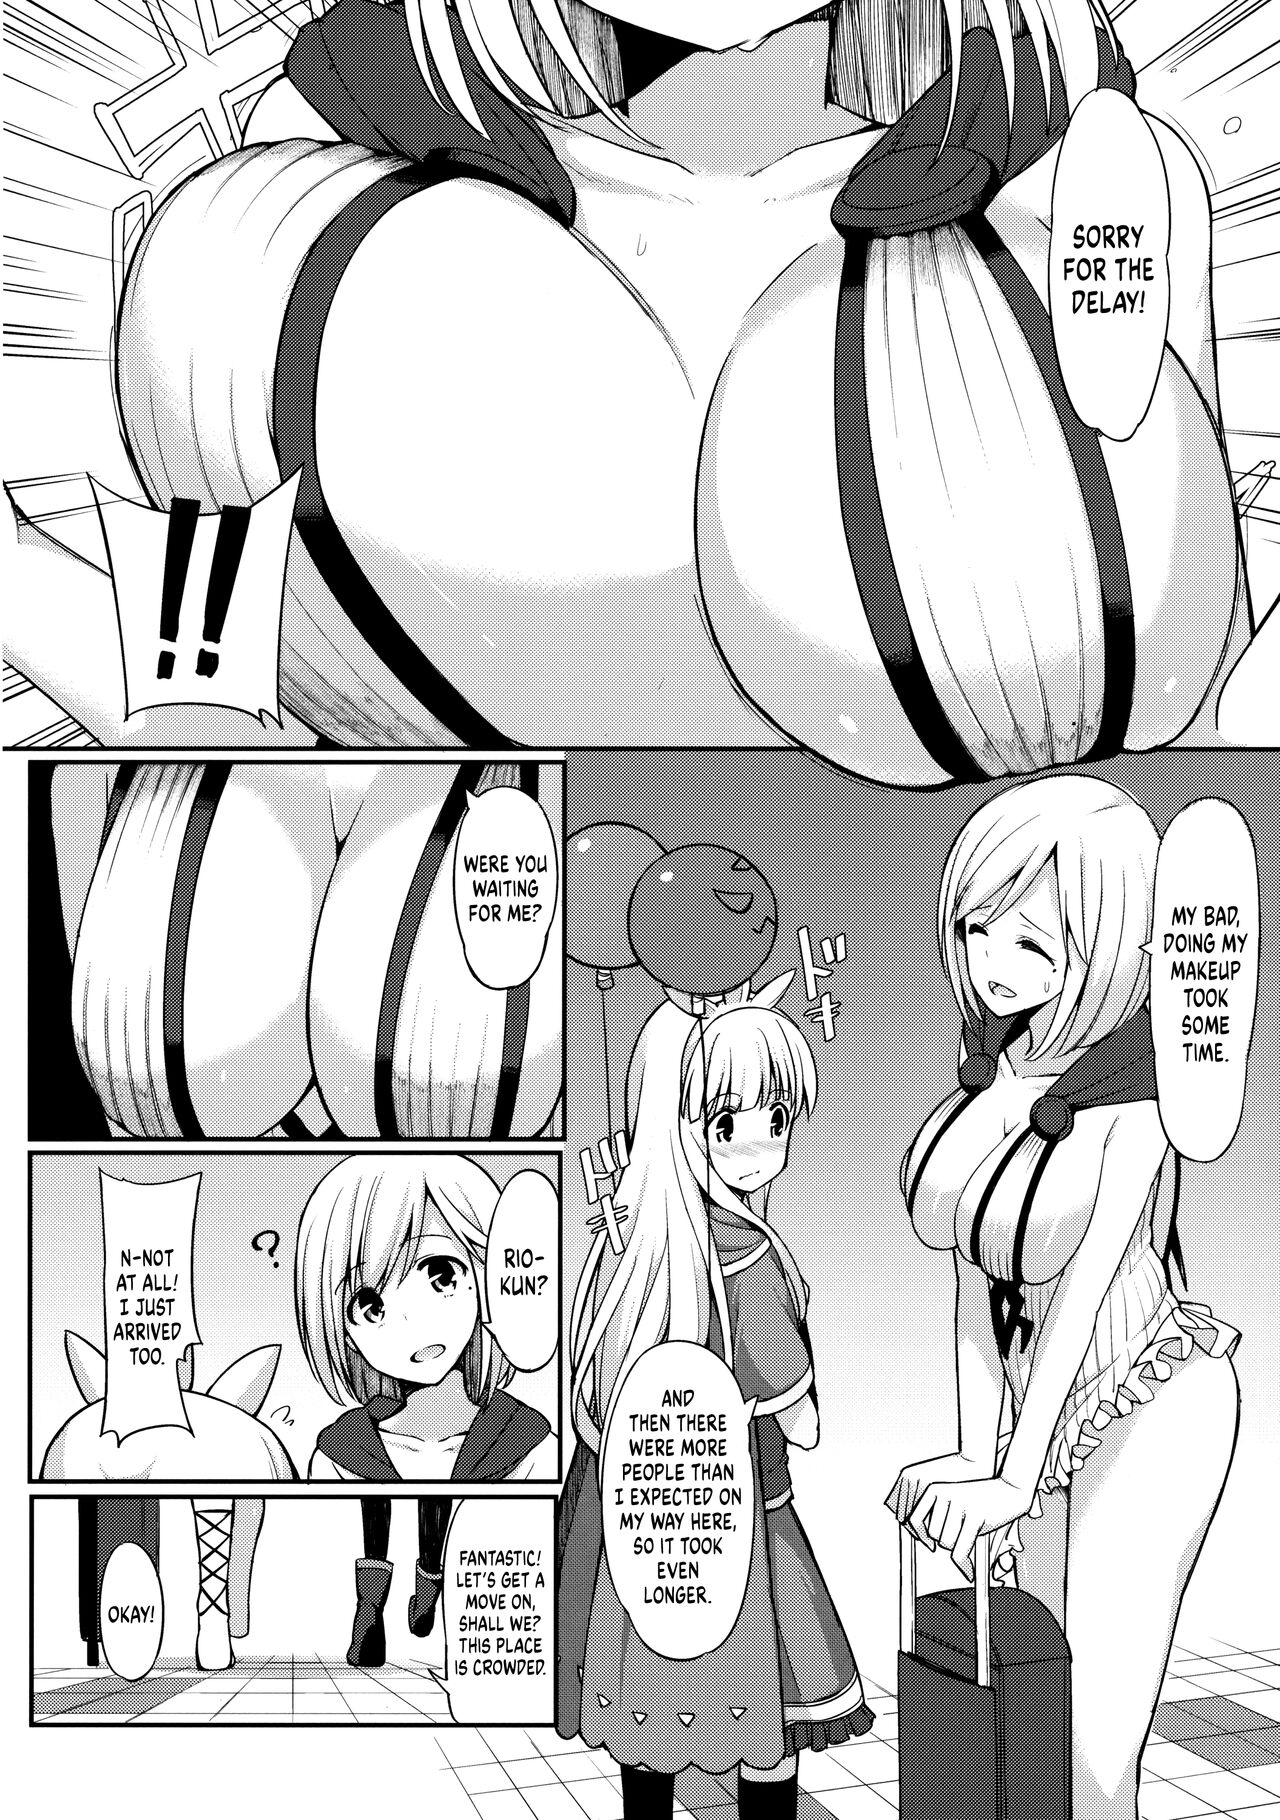 SORRY
FOR THE
DELAY!
!!
MY BAD,
DOING MY
MAKEUP
TOOK
SOME
TIME.
ドキ
ドキ
AND
THEN THERE
WERE MORE
PEOPLE THAN
I EXPECTED ON
MY WAY HERE,
SO IT TOOK
EVEN
LONGER.
WERE YOU
WAITING
FOR ME?
RIO-
KUN?
?
N-NOT
AT ALL!
I JUST
ARRIVED
TOO.
FANTASTIC!
LET'S GET A
MOVE ON,
SHALL WE?
THIS PLACE
IS CROWDED.
OKAY!